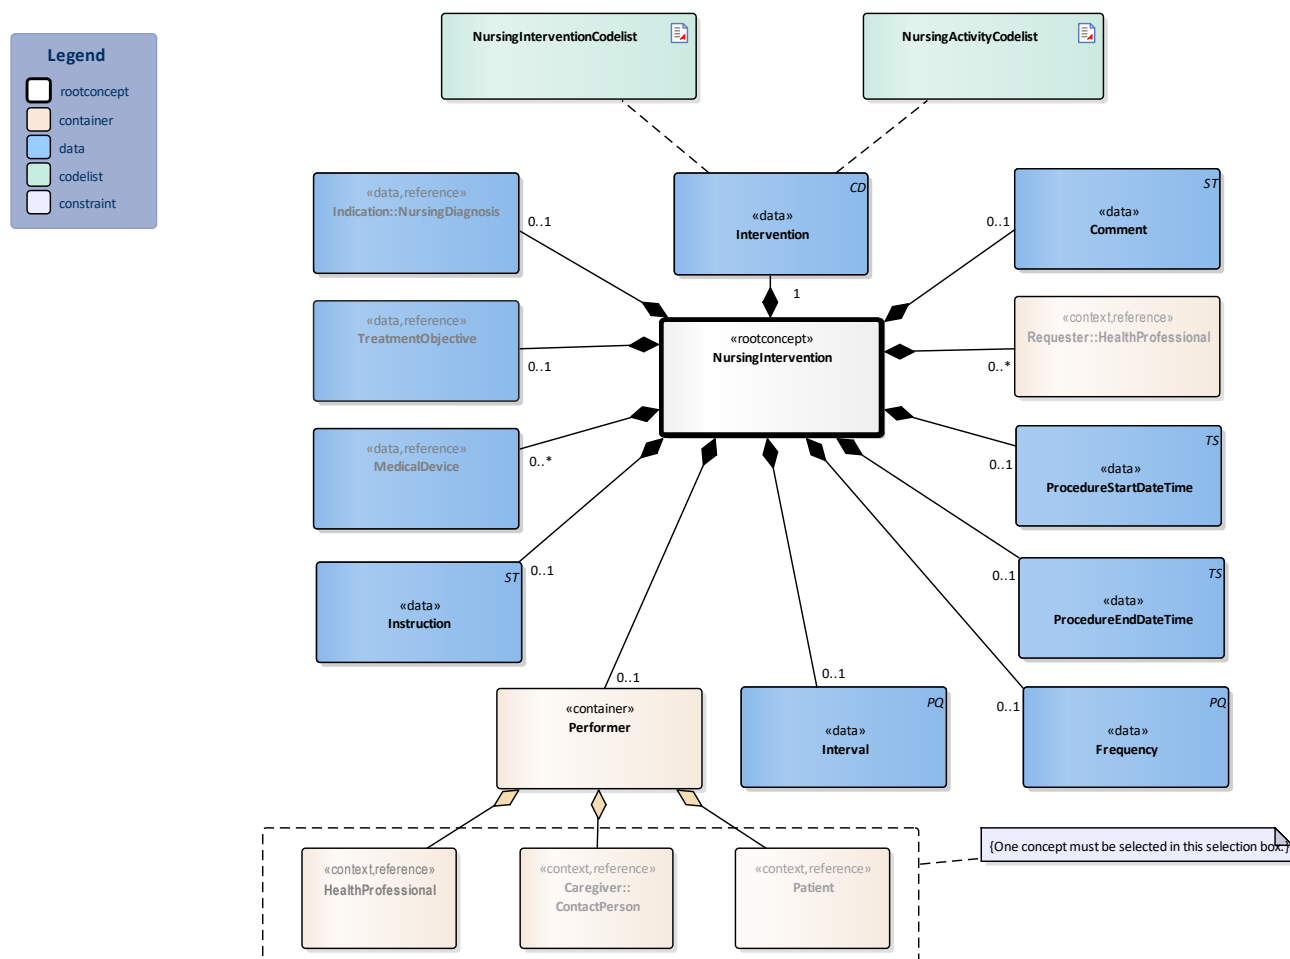 Legend
rootconcept
container
data
codelist
constraint
NursingInterventionCodelist
NursingActivityCodelist
«data,reference»
Indication::NursingDiagnosis
0..1
CD
«data»
Intervention
1
ST
«data»
Comment
0..1
«data,reference»
TreatmentObjective
0..1
«rootconcept»
NursingIntervention
«context,reference»
Requester::HealthProfessional
0..*
«data,reference»
MedicalDevice
0..*
TS
«data»
ProcedureStartDateTime
0..1
ST
«data»
Instruction
0..1
TS
«data»
ProcedureEndDateTime
0..1
«container»
Performer
0..1
PQ
«data»
Interval
0..1
PQ
«data»
Frequency
0..1
«context,reference»
HealthProfessional
«context,reference»
Caregiver::
ContactPerson
«context,reference»
Patient
{One concept must be selected in this selection box.}